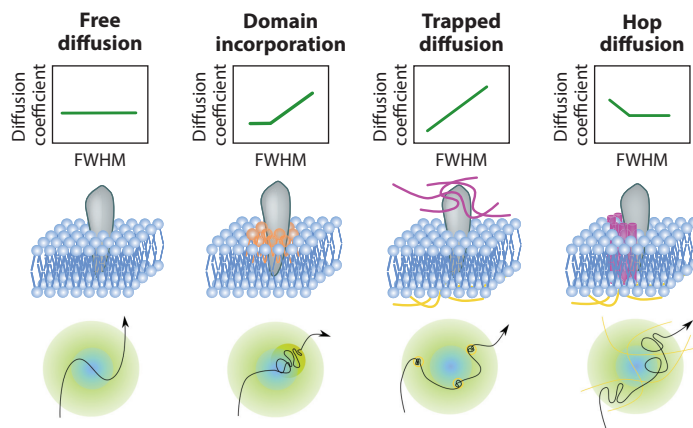 Free
diffusion
Diffusion
coefficient
FWHM
Domain
incorporation
Diffusion
coefficient
FWHM
Trapped
diffusion
Diffusion
coefficient
FWHM
Hop
diffusion
Diffusion
coefficient
FWHM